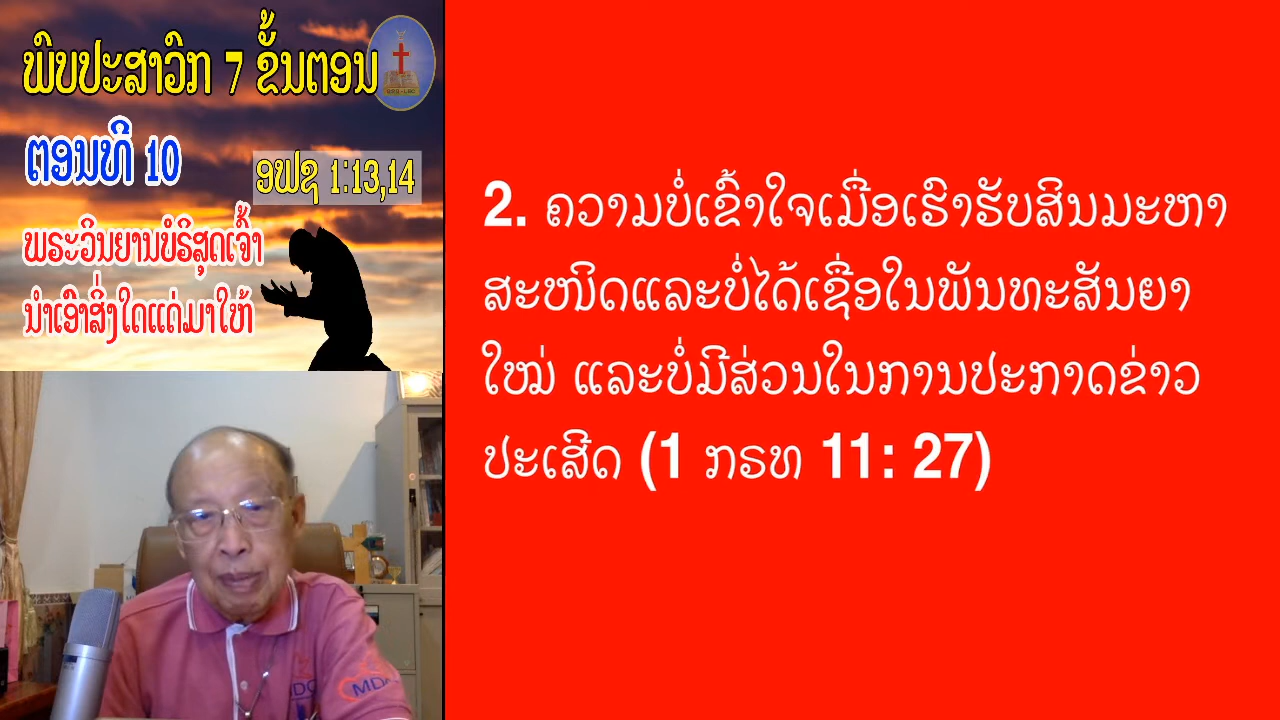 ພົບປະສາວົກ 7 ຂັ້ນຕອນ
ຕອນທີ 10
ອຟຊ 1:13,14
ພຣະວິນຍານບໍຣິສຸດເຈົ້າ
ນໍາເອົາສິ່ງໃດແດ່ມາໃຫ້
2. ຄວາມບໍ່ເຂົ້າໃຈເມື່ອເຮົາຮັບສິນມະຫາ
ສະໜິດແລະບໍ່ໄດ້ເຊື່ອໃນພັນທະສັນຍາ
ໃໝ່ ແລະບໍ່ມີສ່ວນໃນການປະກາດຂ່າວ
ປະເສີດ (1 ກຣທ 11: 27)